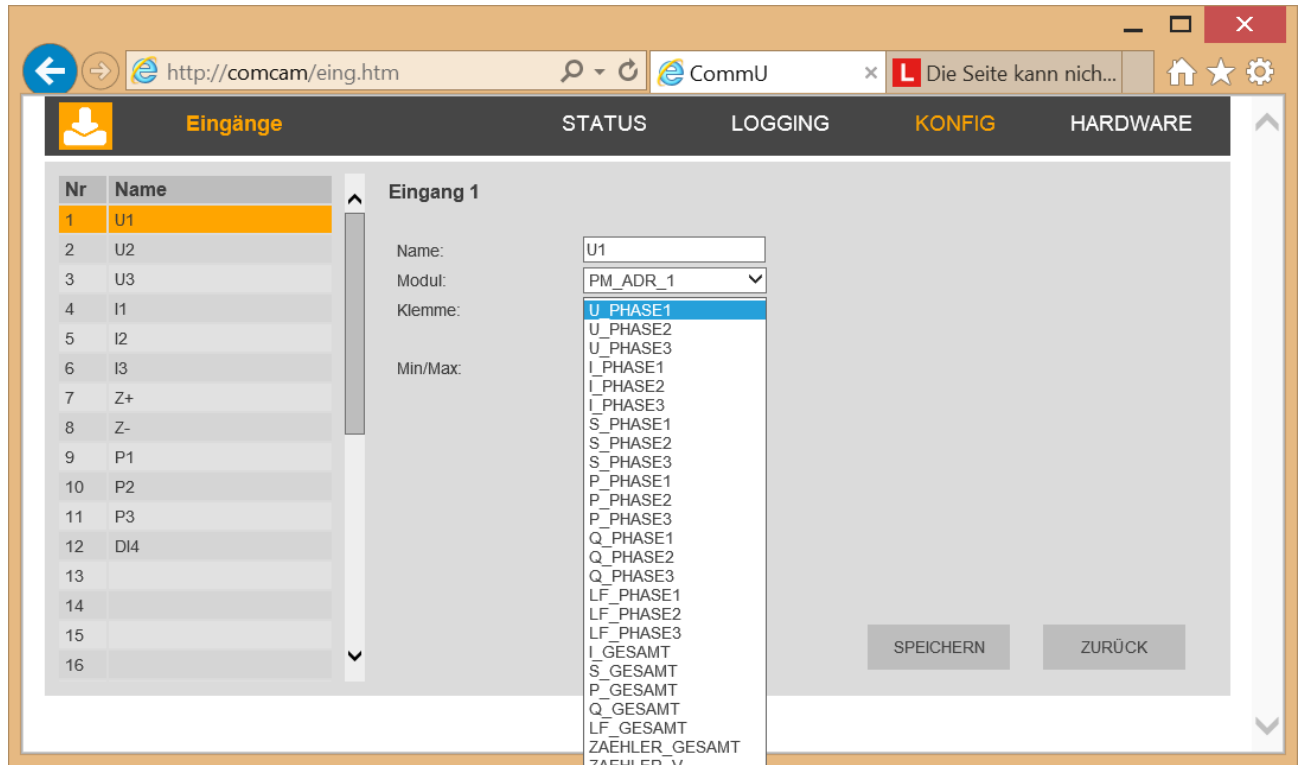 http://comcam/eing.htm
CommU
L Die Seite kann nich...
Eingänge
STATUS LOGGING KONFIG HARDWARE
Nr Name
1 U1
2 U2
3 U3
4 I1
5 I2
6 I3
7 Z+
8 Z-
9 P1
10 P2
11 P3
12 DI4
13
14
15
16
Eingang 1
Name: U1
Modul: PM_ADR_1
Klemme:
Min/Max:
U_PHASE1
U_PHASE2
U_PHASE3
I_PHASE1
I_PHASE2
I_PHASE3
S_PHASE1
S_PHASE2
S_PHASE3
P_PHASE1
P_PHASE2
P_PHASE3
Q_PHASE1
Q_PHASE2
Q_PHASE3
LF_PHASE1
LF_PHASE2
LF_PHASE3
I_GESAMT
S_GESAMT
P_GESAMT
Q_GESAMT
LF_GESAMT
ZAEHLER_GESAMT
ZAEHLER_V
SPEICHERN ZURÜCK